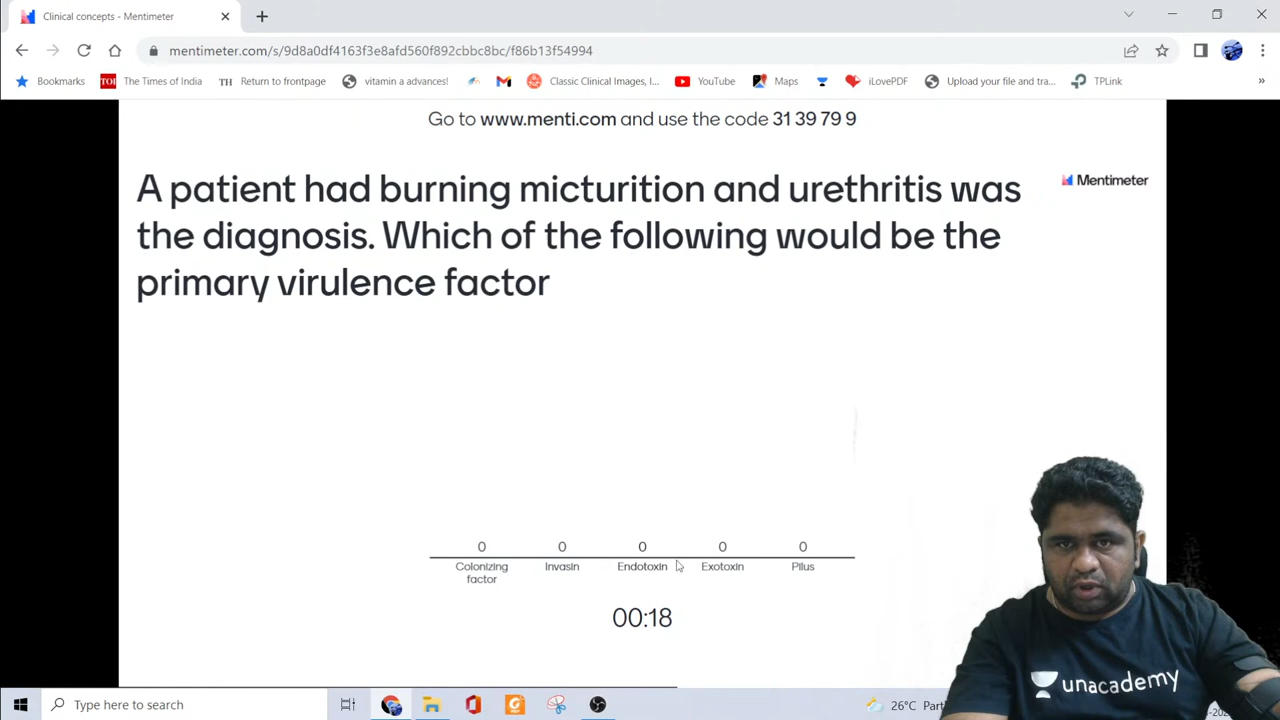 Clinical concepts - Mentimeter
mentimeter.com/s/9d8a0df4163f3e8afd560f892cbbc8bc/f86b13f54994
Bookmarks TOI The Times of India TH Return to frontpage vitamin a advances! Classic Clinical Images, I... YouTube Maps iLovePDF Upload your file and tra... TPLink »
Go to www.menti.com and use the code 31 39 79 9
A patient had burning micturition and urethritis was
the diagnosis. Which of the following would be the
primary virulence factor
Mentimeter
0 0 0 0 0
Colonizing factor Invasin Endotoxin Exotoxin Pilus
00:18
unacademy
Type here to search
26°C